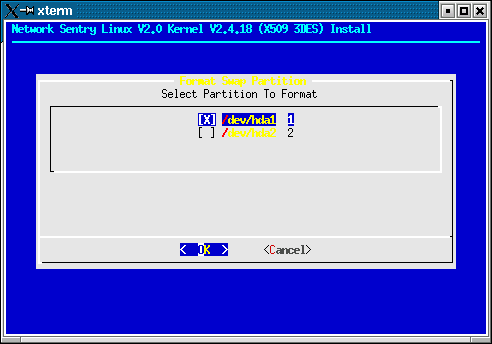 xterm
Network Sentry Linux V2.0 Kernel V2.4.18 (X509 3DES) Install
Format Swap Partition
Select Partition To Format
[X] /dev/hda1 1
[ ] /dev/hda2 2
< OK > <Cancel>